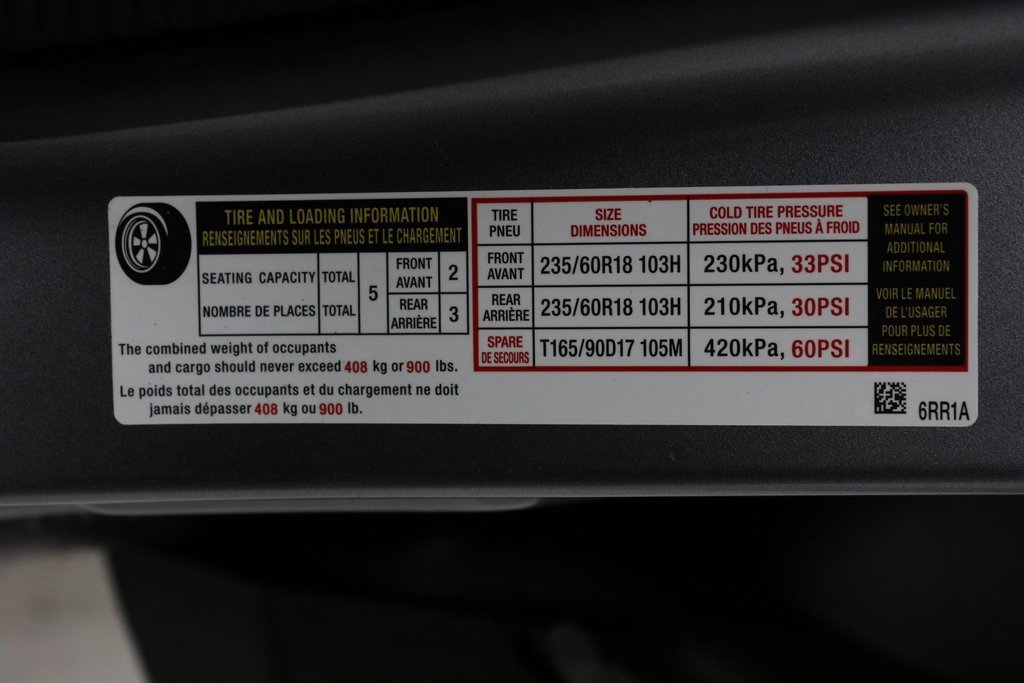 TIRE AND LOADING INFORMATION
RENSEIGNEMENTS SUR LES PNEUS ET LE CHARGEMENT
SEATING CAPACITY TOTAL
NOMBRE DE PLACES TOTAL
5
FRONT
AVANT
2
REAR
ARRIÈRE
3
The combined weight of occupants
and cargo should never exceed 408 kg or 900 lbs.
Le poids total des occupants et du chargement ne doit
jamais dépasser 408 kg ou 900 lb.
TIRE
PNEU
SIZE
DIMENSIONS
COLD TIRE PRESSURE
PRESSION DES PNEUS À FROID
FRONT
AVANT
235/60R18 103H
230kPa, 33PSI
REAR
ARRIÈRE
235/60R18 103H
210kPa, 30PSI
SPARE
DE SECOURS
T165/90D17 105M
420kPa, 60PSI
SEE OWNER'S
MANUAL FOR
ADDITIONAL
INFORMATION
VOIR LE MANUEL
DE L'USAGER
POUR PLUS DE
RENSEIGNEMENTS
6RR1A